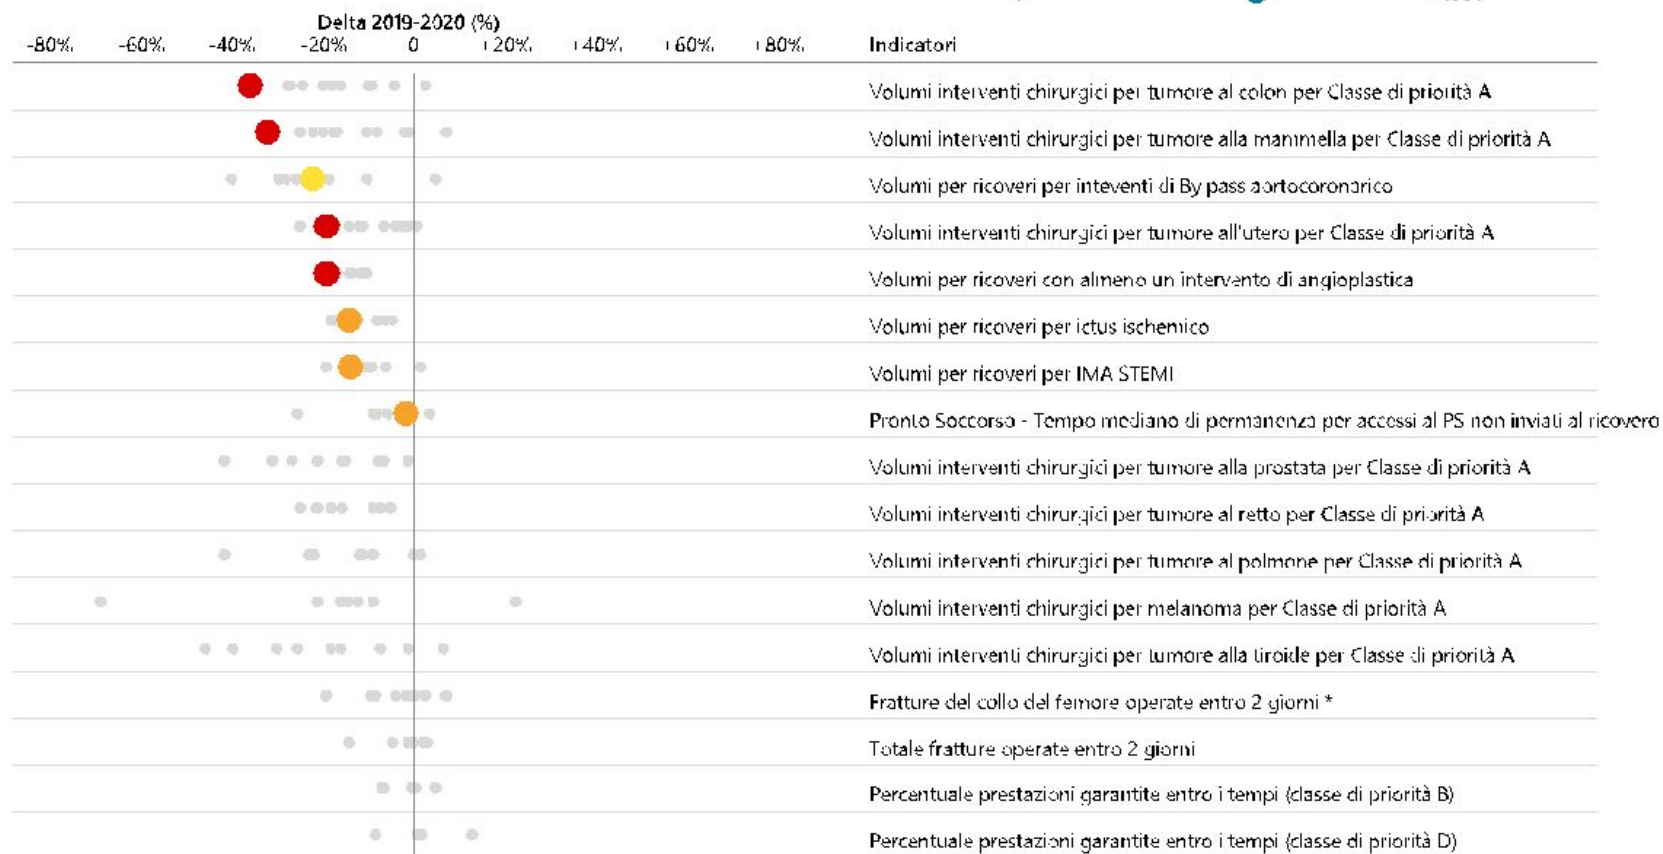 Delta 2019-2020 (%)
-80% -60% -40% -20% 0 +20% +40% +60% +80% Indicatori
Volumi interventi chirurgici per tumore al colon per Classe di priorità A
Volumi interventi chirurgici per tumore alla mammella per Classe di priorità A
Volumi per ricoveri per inteventi di By pass aortocoronarico
Volumi interventi chirurgici per tumore all'utero per Classe di priorità A
Volumi per ricoveri con almeno un intervento di angioplastica
Volumi per ricoveri per ictus ischemico
Volumi per ricoveri per IMA STEMI
Pronto Soccorso - Tempo mediano di permanenza per accessi al PS non inviati al ricovero
Volumi interventi chirurgici per tumore alla prostata per Classe di priorità A
Volumi interventi chirurgici per tumore al retto per Classe di priorità A
Volumi interventi chirurgici per tumore al polmone per Classe di priorità A
Volumi interventi chirurgici per melanoma per Classe di priorità A
Volumi interventi chirurgici per tumore alla tiroide per Classe di priorità A
Fratture del collo del femore operate entro 2 giorni *
Totale fratture operate entro 2 giorni
Percentuale prestazioni garantite entro i tempi (classe di priorità B)
Percentuale prestazioni garantite entro i tempi (classe di priorità D)